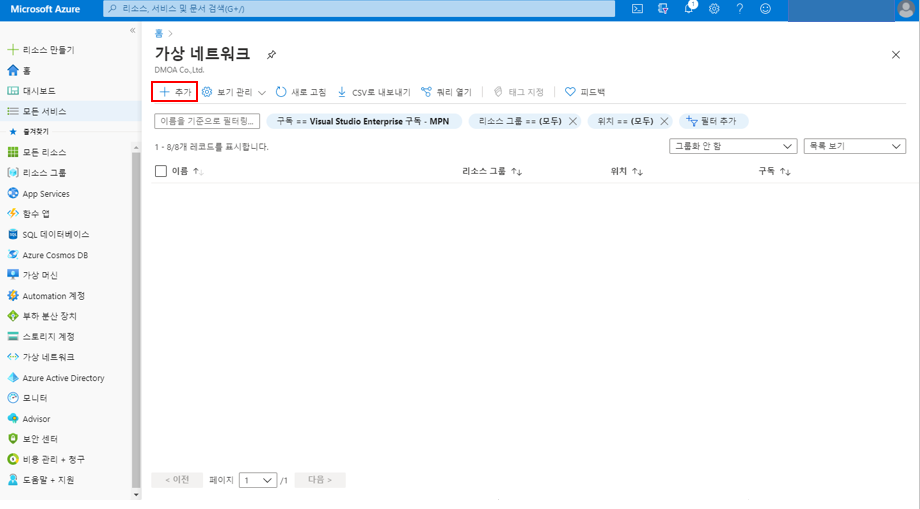 Microsoft Azure
리소스, 서비스 및 문서 검색(G+/)
1
?
«
리소스 만들기
홈
대시보드
모든 서비스
즐겨찾기
모든 리소스
리소스 그룹
App Services
함수 앱
SQL 데이터베이스
Azure Cosmos DB
가상 머신
Automation 계정
부하 분산 장치
스토리지 계정
가상 네트워크
Azure Active Directory
모니터
Advisor
보안 센터
비용 관리 + 청구
도움말 + 지원
홈 >
가상 네트워크
DMOA Co.,Ltd.
추가 보기 관리 새로 고침 CSV로 내보내기 쿼리 열기 태그 지정 피드백
이름을 기준으로 필터링... 구독 == Visual Studio Enterprise 구독 - MPN 리소스 그룹 == (모두) 위치 == (모두) 필터 추가
1 - 8/8개 레코드를 표시합니다. 그룹화 안 함 목록 보기
이름 ↑↓ 리소스 그룹 ↑↓ 위치 ↑↓ 구독 ↑↓
< 이전 페이지 1 /1 다음 >